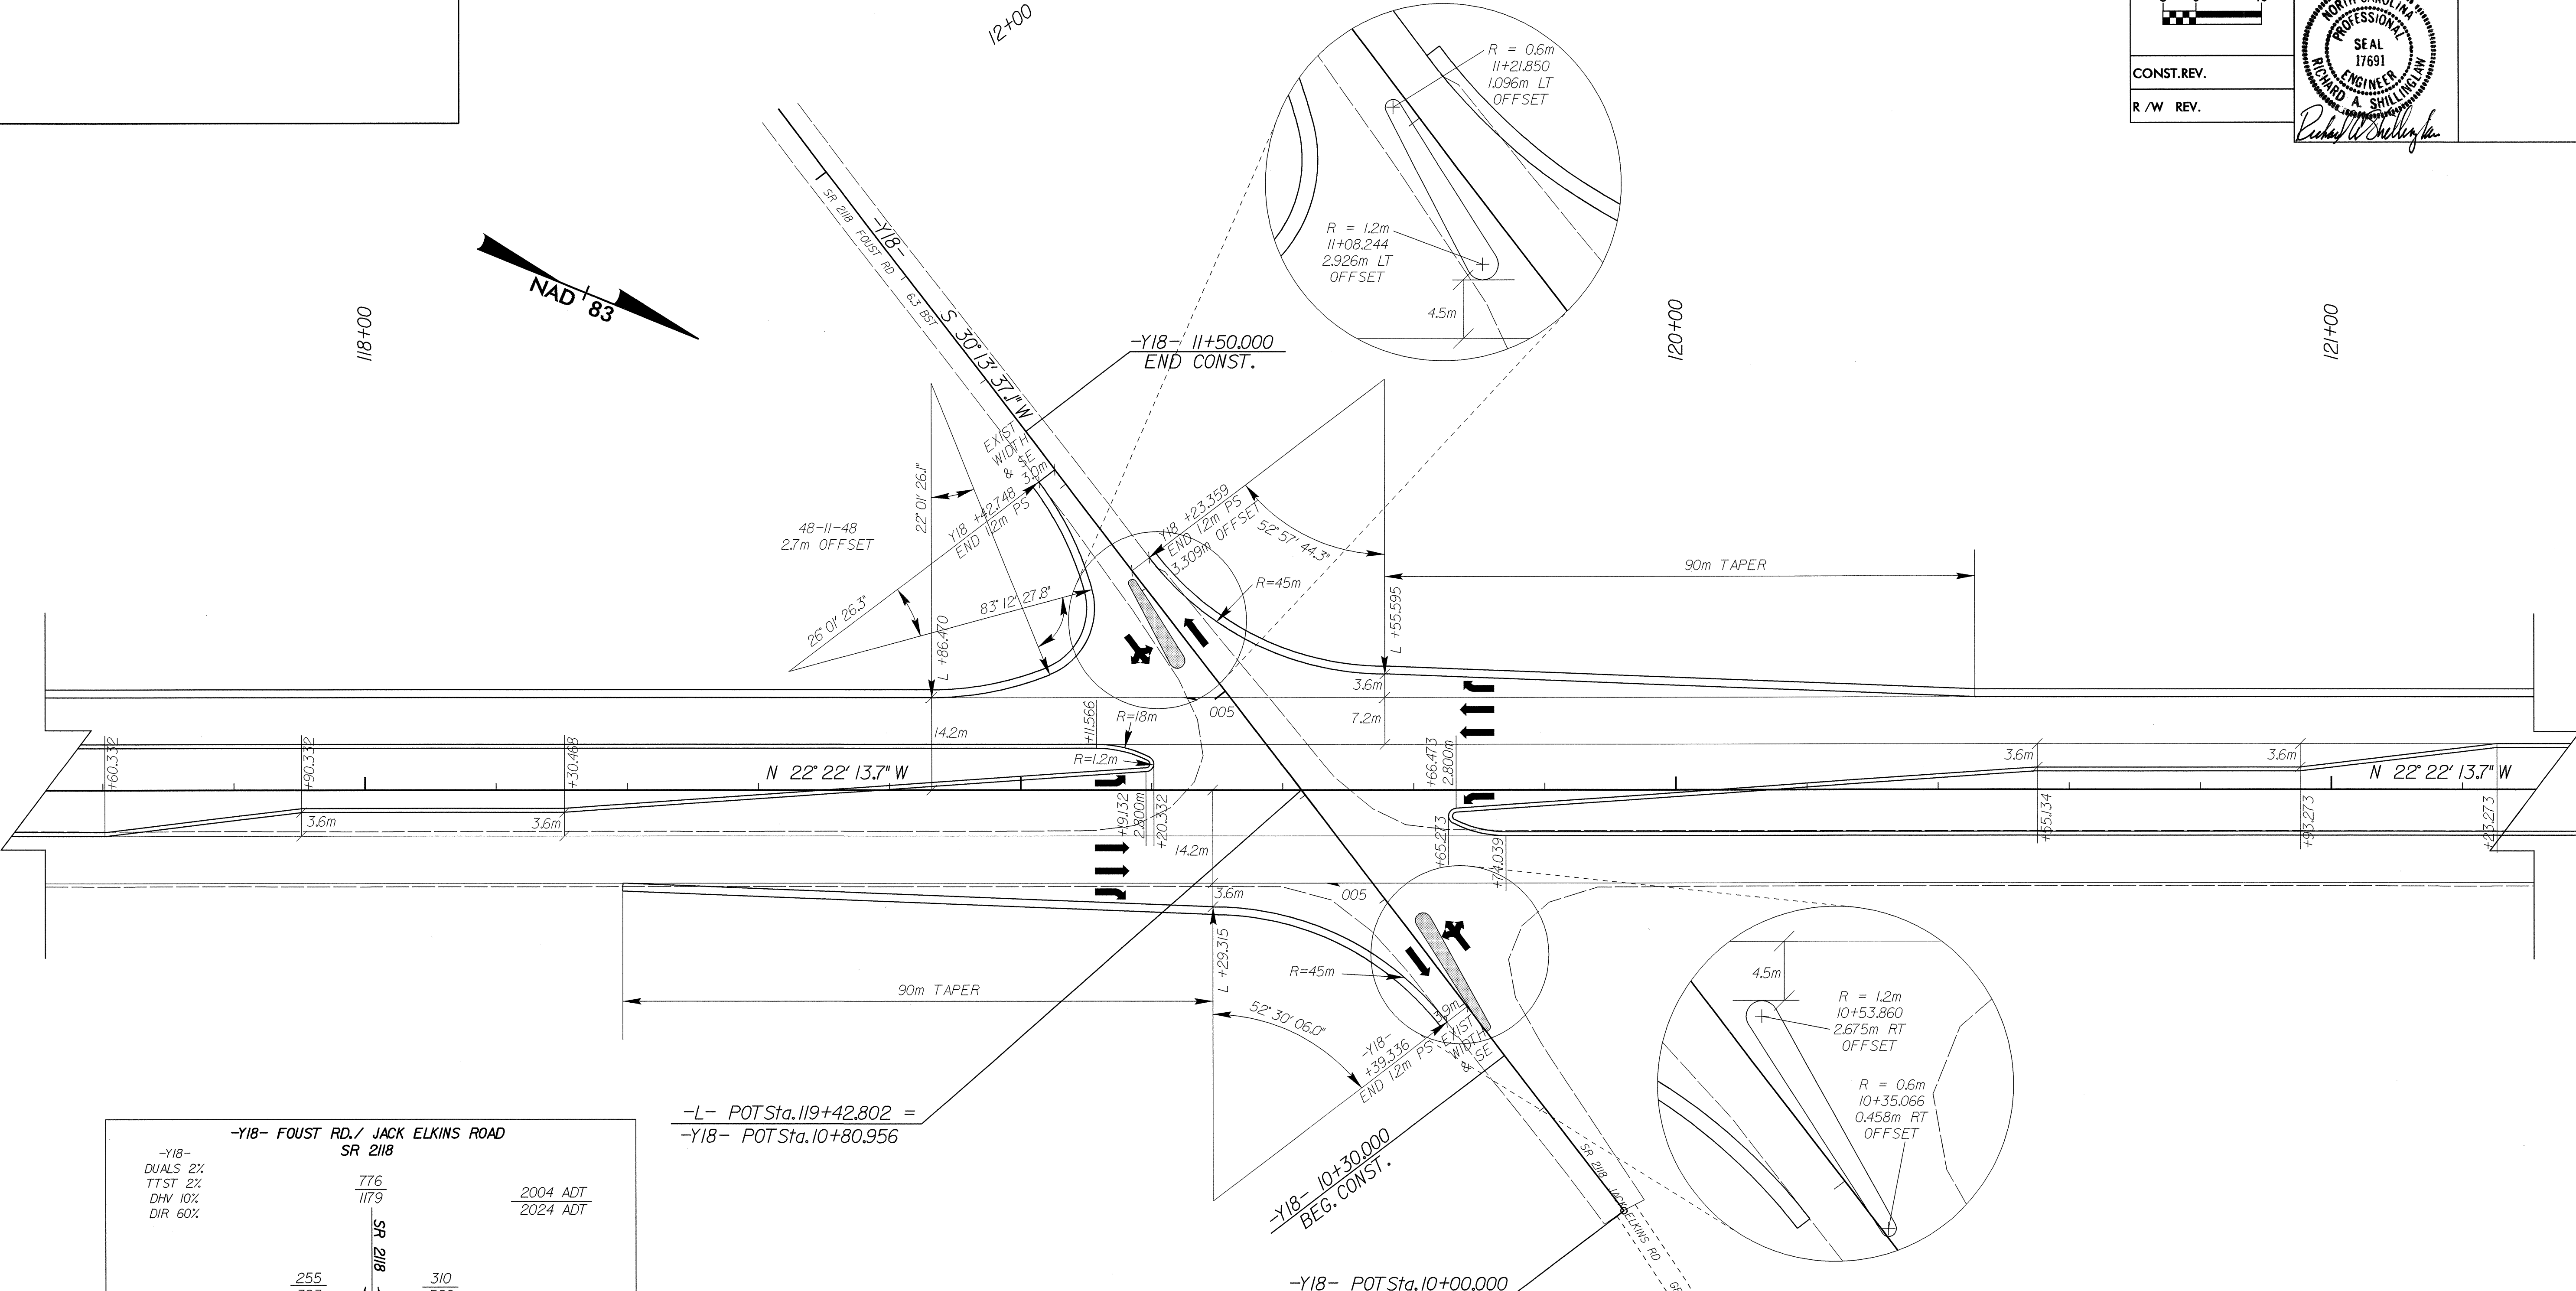 12+00
NORTH CAROLINA
PROFESSIONAL
SEAL
17691
ENGINEER
RICHARD A. SHILLINGLAW
CONST.REV.
R/W REV.
R = 0.6m
11+21.850
1.096m LT
OFFSET
R = 1.2m
11+08.244
2.926m LT
OFFSET
4.5m
NAD 83
118+00
120+00
121+00
-Y18-
SR 2118 FOUST RD
6.3 BST
S 30° 13' 37.1" W
-Y18- 11+50.000
END CONST.
EXIST
WIDTH
& SE
3.0m
Y18 +42.748
END 1.2m PS
22° 01' 26.1"
48-11-48
2.7m OFFSET
26° 01' 26.3"
83° 12' 27.8"
L +86.470
Y18 +23.359
END 1.2m PS
3.309m OFFSET
52° 57' 44.3"
R=45m
L +55.595
90m TAPER
3.6m
7.2m
005
14.2m
+11.566
R=18m
R=1.2m
N 22° 22' 13.7" W
+60.332
+90.332
+30.468
3.6m
3.6m
+19.132
2.800m
+20.332
+66.473
2.800m
+65.273
+74.039
3.6m
3.6m
N 22° 22' 13.7" W
+55.134
+93.273
+23.273
14.2m
3.6m
005
L +29.315
90m TAPER
R=45m
52° 30' 06.0"
3.9m
EXIST
WIDTH
& SE
-Y18-
+39.336
END 1.2m PS
4.5m
R = 1.2m
10+53.860
2.675m RT
OFFSET
R = 0.6m
10+35.066
0.458m RT
OFFSET
-L- POTSta.119+42.802 =
-Y18- POTSta.10+80.956
-Y18- 10+30.000
BEG. CONST.
SR 2118 JACK ELKINS RD
-Y18- POTSta.10+00.000
-Y18- FOUST RD./ JACK ELKINS ROAD
SR 2118
-Y18-
DUALS 2%
TTST 2%
DHV 10%
DIR 60%
776
1179
2004 ADT
2024 ADT
SR 2118
255
310